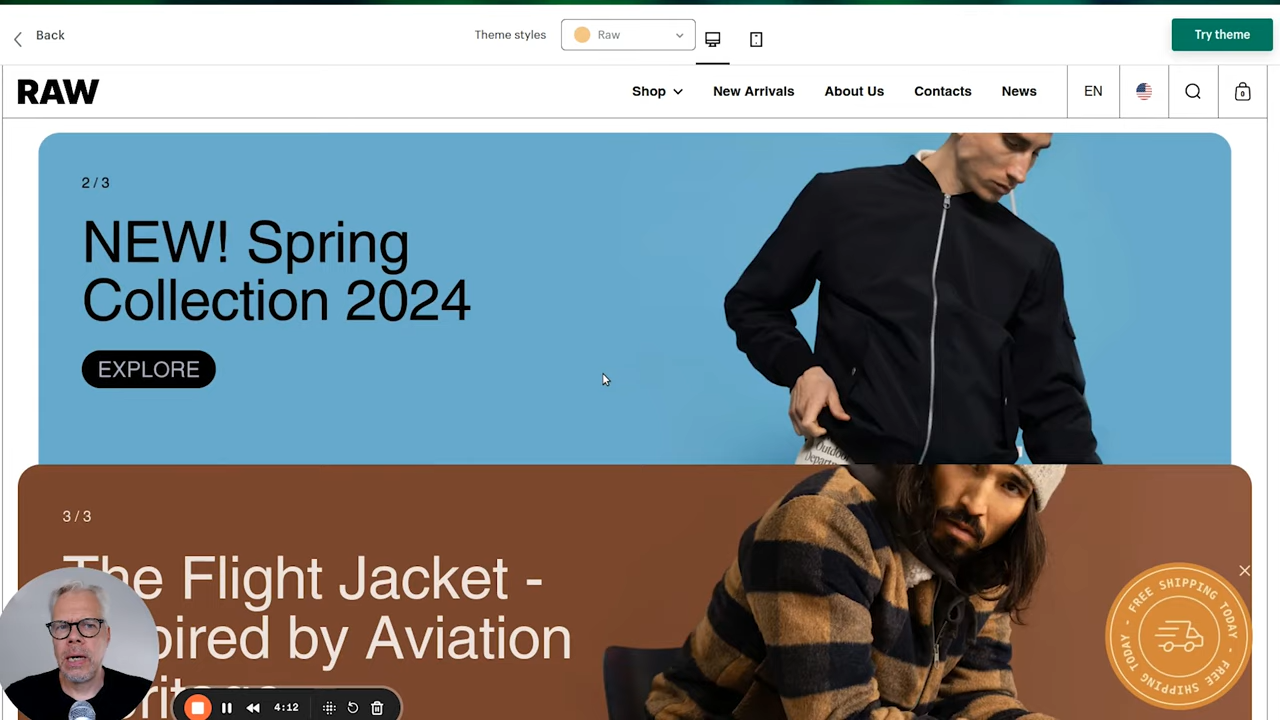 Back
Theme styles
Raw
Try theme
RAW
Shop
New Arrivals
About Us
Contacts
News
EN
0
2 / 3
NEW! Spring
Collection 2024
EXPLORE
3 / 3
The Flight Jacket -
pired by Aviation
FREE SHIPPING TODAY - FREE SHIPPING TODAY -
4:12